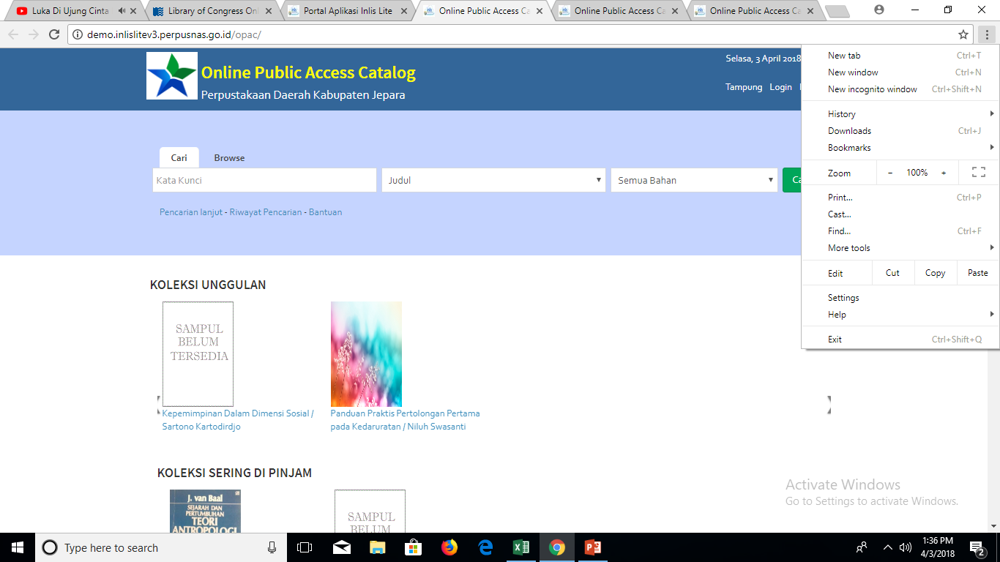 Luka Di Ujung Cinta
Library of Congress Onl
Portal Aplikasi Inlis Lite
Online Public Access Ca
Online Public Access Ca
Online Public Access Ca
demo.inlislitev3.perpusnas.go.id/opac/
Online Public Access Catalog
Perpustakaan Daerah Kabupaten Jepara
Selasa, 3 April 2018
Tampung Login
Cari Browse
Kata Kunci Judul Semua Bahan Ca
Pencarian lanjut - Riwayat Pencarian - Bantuan
New tab Ctrl+T
New window Ctrl+N
New incognito window Ctrl+Shift+N
History
Downloads Ctrl+J
Bookmarks
Zoom − 100% +
Print... Ctrl+P
Cast...
Find... Ctrl+F
More tools
Edit Cut Copy Paste
Settings
Help
Exit Ctrl+Shift+Q
KOLEKSI UNGGULAN
SAMPUL
BELUM
TERSEDIA
Kepemimpinan Dalam Dimensi Sosial /
Sartono Kartodirdjo
Panduan Praktis Pertolongan Pertama
pada Kedaruratan / Niluh Swasanti
KOLEKSI SERING DI PINJAM
J. van Baal
SEJARAH DAN
PERTUMBUHAN
TEORI
ANTROPOLOGI
SAMPUL
BELUM
Activate Windows
Go to Settings to activate Windows.
Type here to search
1:36 PM
4/3/2018
2